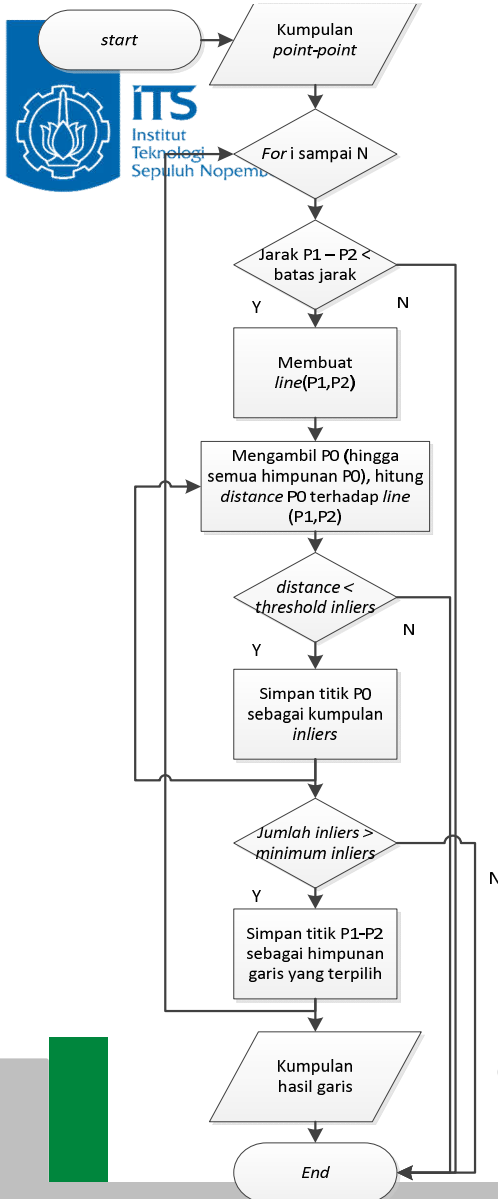 start
Kumpulan
point-point
ITS
Institut
Teknologi
Sepuluh
For i sampai N
Jarak P1 – P2 <
batas jarak
Y
N
Membuat
line(P1,P2)
Mengambil P0 (hingga
semua himpunan P0), hitung
distance P0 terhadap line
(P1,P2)
distance <
threshold inliers
N
Y
Simpan titik P0
sebagai kumpulan
inliers
Jumlah inliers >
minimum inliers
N
Y
Simpan titik P1-P2
sebagai himpunan
garis yang terpilih
Kumpulan
hasil garis
End